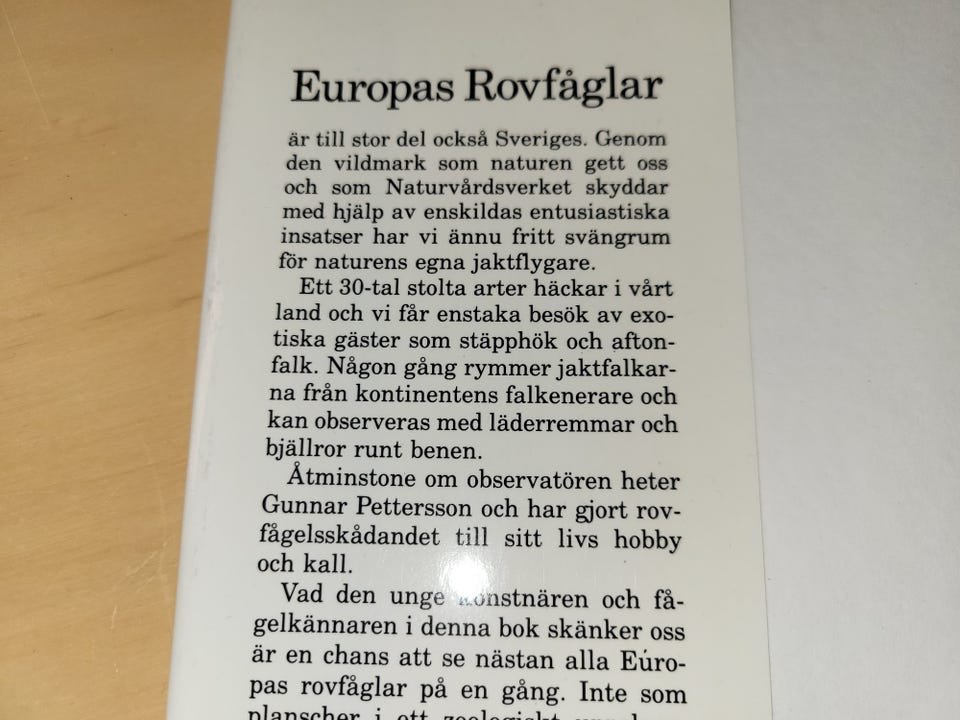 Europas Rovfåglar
är till stor del också Sveriges. Genom
den vildmark som naturen gett oss
och som Naturvårdsverket skyddar
med hjälp av enskildas entusiastiska
insatser har vi ännu fritt svängrum
för naturens egna jaktflygare.
Ett 30-tal stolta arter häckar i vårt
land och vi får enstaka besök av exo-
tiska gäster som stäpphök och afton-
falk. Någon gång rymmer jaktfalkar-
na från kontinentens falkenerare och
kan observeras med läderremmar och
bjällror runt benen.
Åtminstone om observatören heter
Gunnar Pettersson och har gjort rov-
fågelsskådandet till sitt livs hobby
och kall.
Vad den unge konstnären och få-
gelkännaren i denna bok skänker oss
är en chans att se nästan alla Euro-
pas rovfåglar på en gång. Inte som
planscher i ett zoologiskt